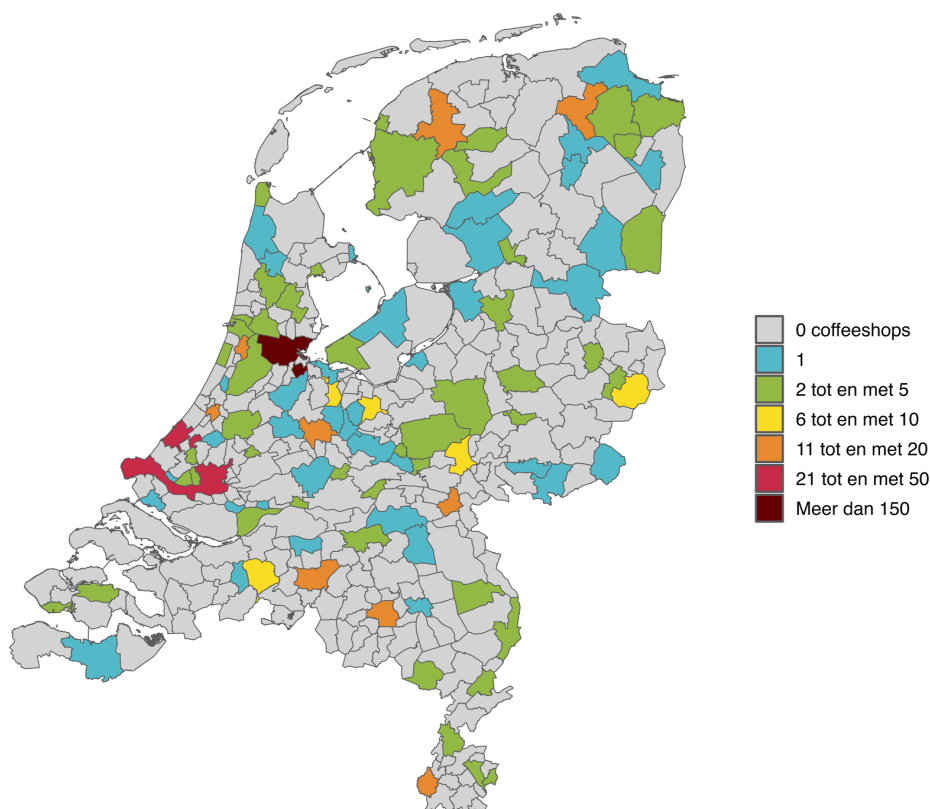 0 coffeeshops
1
2 tot en met 5
6 tot en met 10
11 tot en met 20
21 tot en met 50
Meer dan 150